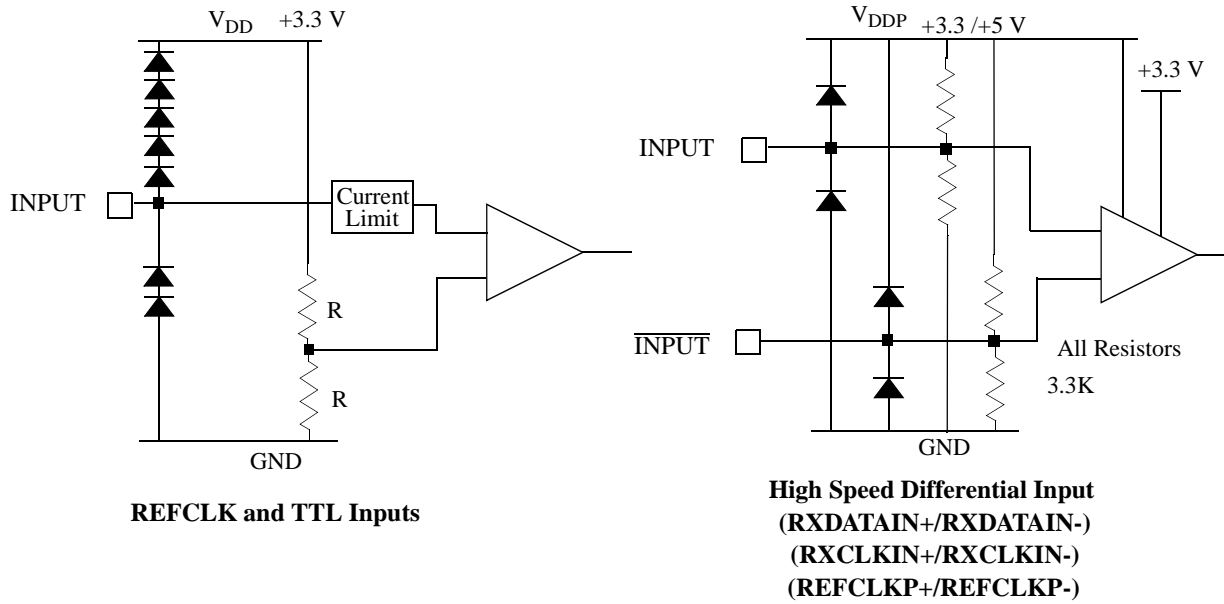 V_DD +3.3 V
INPUT
Current
Limit
R
R
GND
REFCLK and TTL Inputs
V_DDP
+3.3 /+5 V
+3.3 V
INPUT
INPUT
All Resistors
3.3K
GND
High Speed Differential Input
(RXDATAIN+/RXDATAIN-)
(RXCLKIN+/RXCLKIN-)
(REFCLKP+/REFCLKP-)